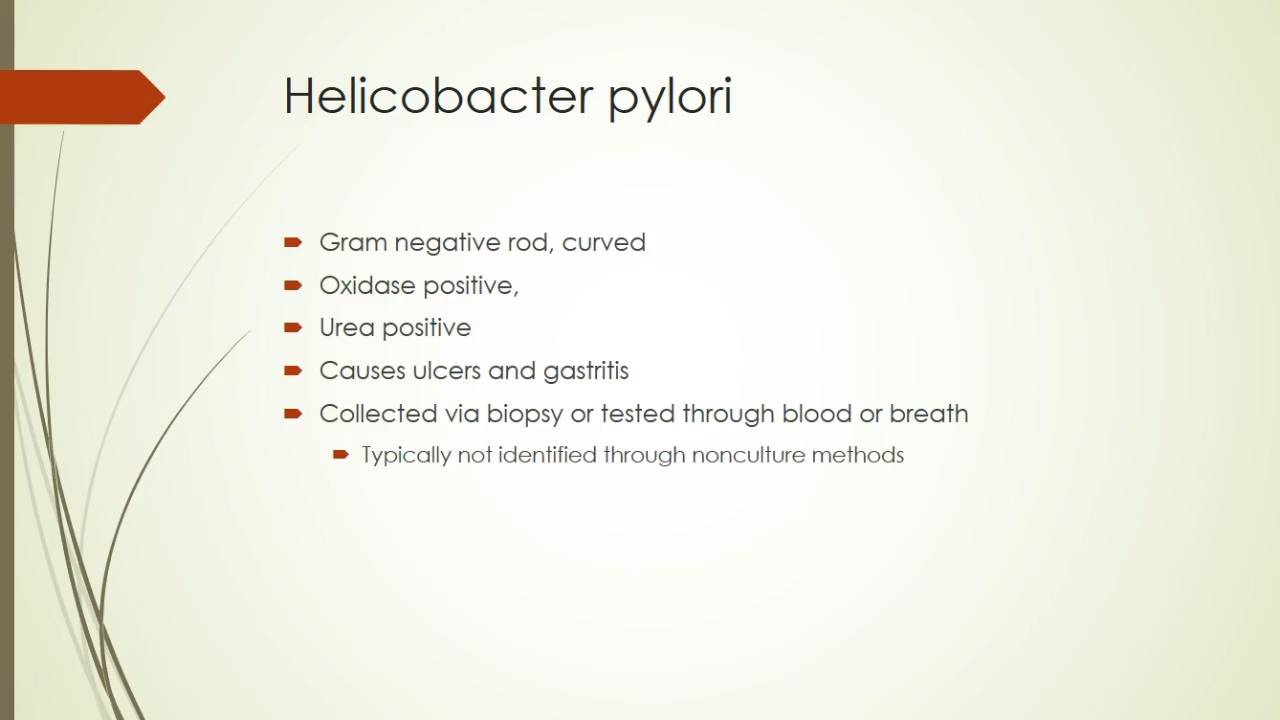 Helicobacter pylori
Gram negative rod, curved
Oxidase positive,
Urea positive
Causes ulcers and gastritis
Collected via biopsy or tested through blood or breath
Typically not identified through nonculture methods